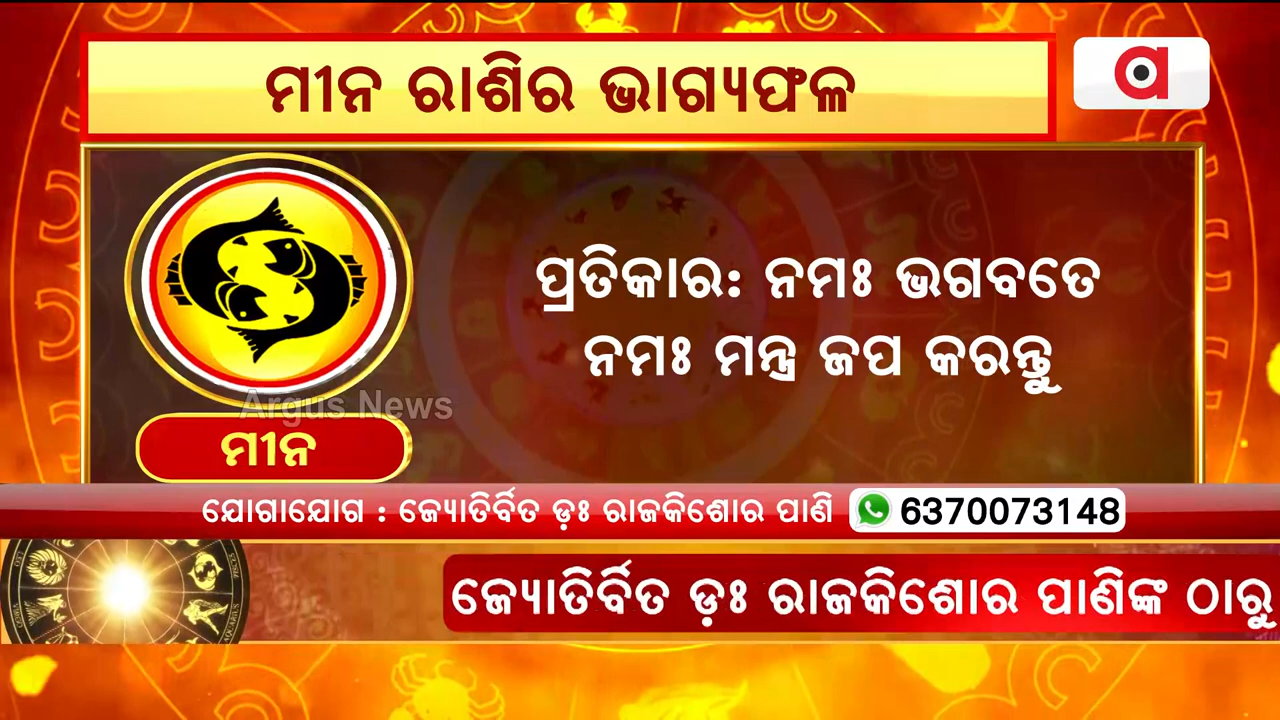 ମୀନ ରାଶିର ଭାଗ୍ୟଫଳ
a
ପ୍ରତିକାର: ନମଃ ଭଗବତେ
ନମଃ ମନ୍ତ୍ର ଜପ କରନ୍ତୁ
Argus News
ମୀନ
ଯୋଗାଯୋଗ : ଜ୍ୟୋତିର୍ବିତ ଡ଼ଃ ରାଜକିଶୋର ପାଣି 6370073148
ଜ୍ୟୋତିର୍ବିତ ଡ଼ଃ ରାଜକିଶୋର ପାଣିଙ୍କ ଠାରୁ